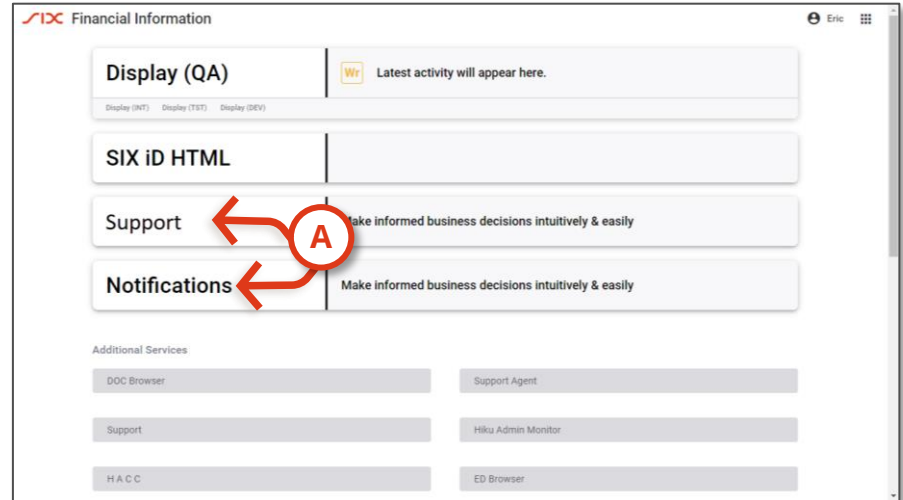 SIX Financial Information
Eric
Display (QA)
Wr Latest activity will appear here.
Display (INT) Display (TST) Display (DEV)
SIX iD HTML
Support
ake informed business decisions intuitively & easily
A
Notifications
Make informed business decisions intuitively & easily
Additional Services
DOC Browser
Support Agent
Support
Hiku Admin Monitor
H A C C
ED Browser